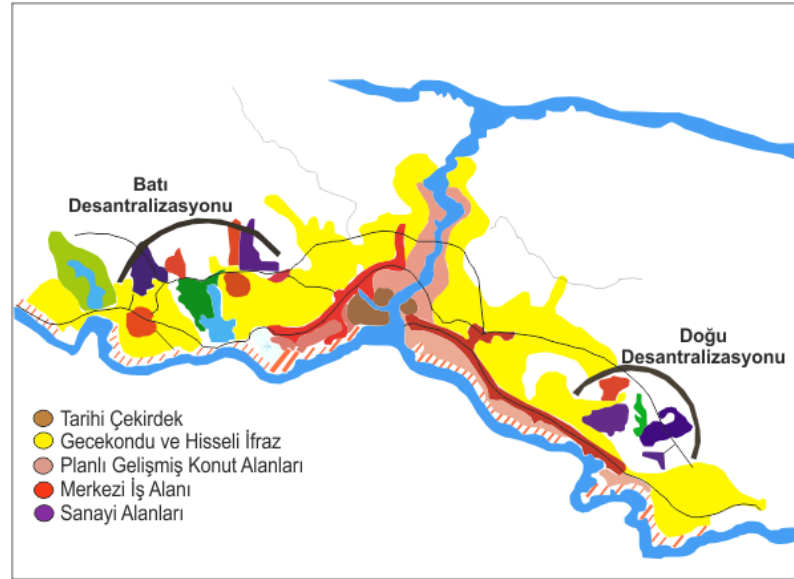 Batı
Desantralizasyonu
Doğu
Desantralizasyonu
Tarihi Çekirdek
Gecekondu ve Hisseli İfraz
Planlı Gelişmiş Konut Alanları
Merkezi İş Alanı
Sanayi Alanları